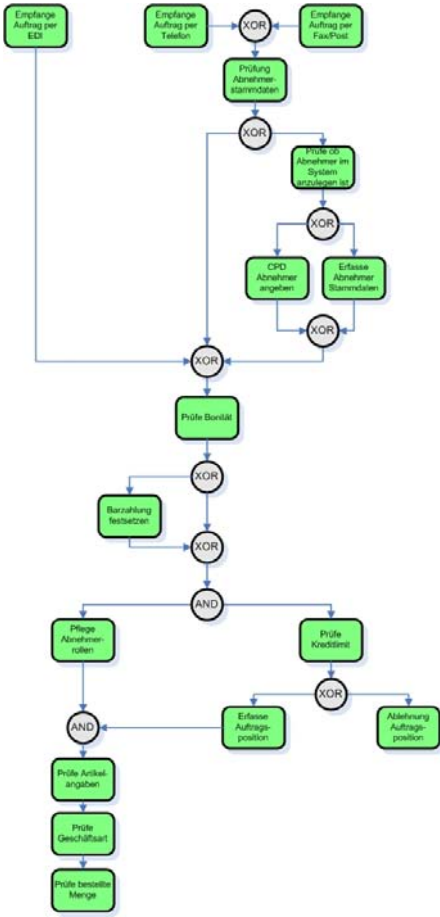 Empfange
Auftrag per
EDI
Empfange
Auftrag per
Telefon
XOR
Empfange
Auftrag per
Fax/Post
Prüfung
Abnehmer-
stammdaten
XOR
Prüfe ob
Abnehmer im
System
anzulegen ist
XOR
CPD
Abnehmer
angeben
Erfasse
Abnehmer
Stammdaten
XOR
XOR
Prüfe Bonität
XOR
Barzahlung
festsetzen
XOR
AND
Pflege
Abnehmer-
rollen
Prüfe
Kreditlimit
XOR
AND
Erfasse
Auftrags-
position
Ablehnung
Auftrags-
position
Prüfe Artikel-
angaben
Prüfe
Geschäftsart
Prüfe bestellte
Menge